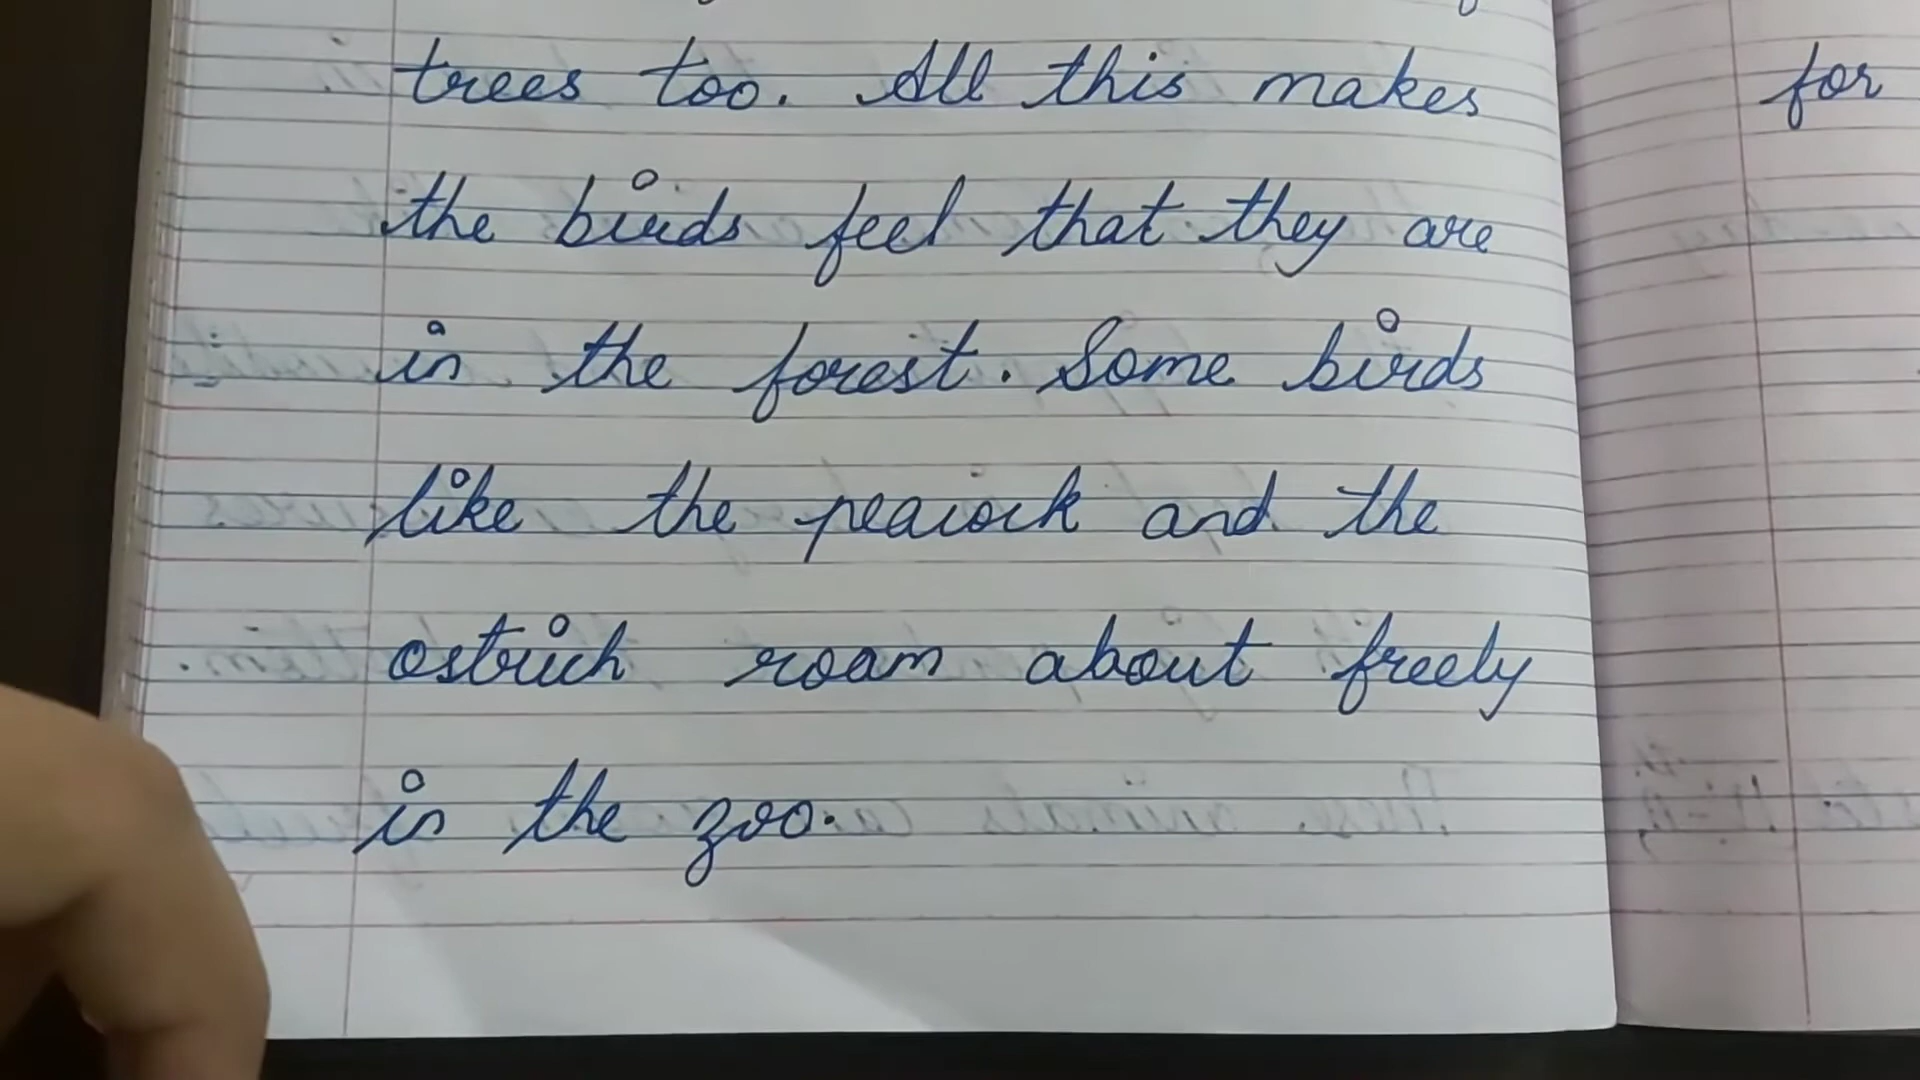 trees too. All this makes
the birds feel that they are
in the forest. Some birds
like the peacock and the
ostrich roam about freely
in the zoo.
for